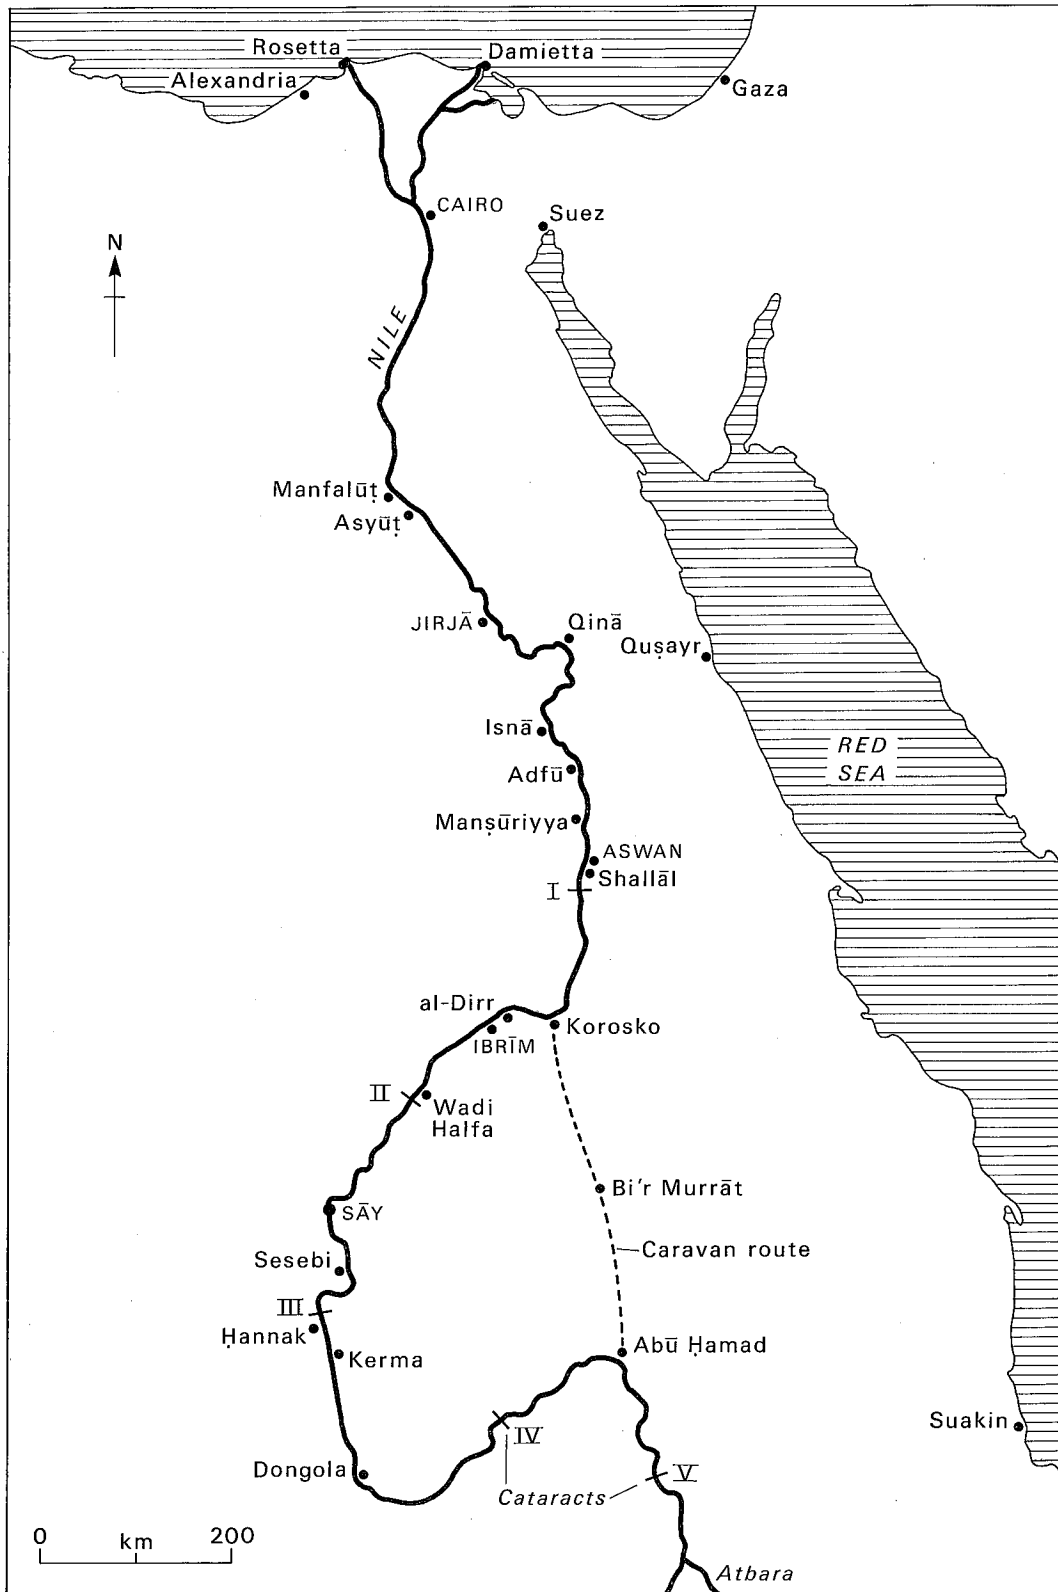 Rosetta
Damietta
Alexandria
Gaza
CAIRO
Suez
N
NILE
Manfalūṭ
Asyūṭ
JIRJĀ
Qinā
Quṣayr
Isnā
RED
SEA
Adfū
Manṣūriyya
ASWAN
Shallāl
I
al-Dirr
Korosko
IBRĪM
II
Wadi
Halfa
Bi'r Murrāt
SĀY
Caravan route
Sesebi
III
Ḥannak
Kerma
Abū Ḥamad
Suakin
IV
Dongola
V
Cataracts
0 km 200
Atbara